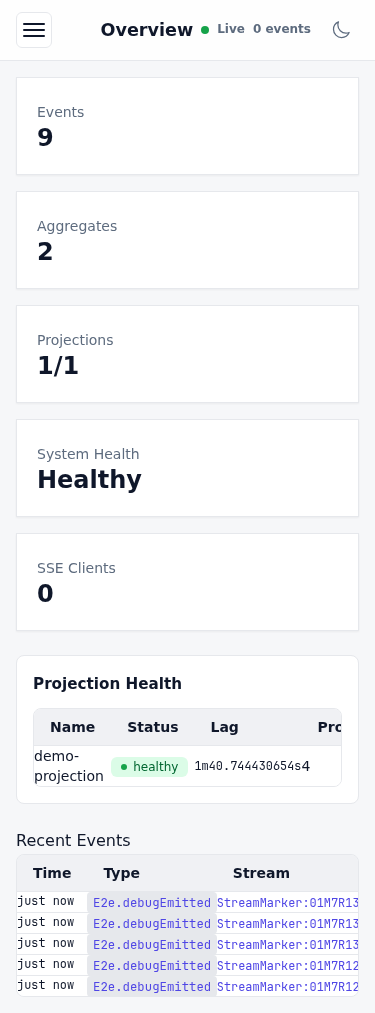 Overview Live 0 events
Events
9
Aggregates
2
Projections
1/1
System Health
Healthy
SSE Clients
0
Projection Health
Name Status Lag Pro
demo-projection healthy 1m40.744430654s 4
Recent Events
Time Type Stream
just now E2e.debugEmitted StreamMarker:01M7R13
just now E2e.debugEmitted StreamMarker:01M7R13
just now E2e.debugEmitted StreamMarker:01M7R13
just now E2e.debugEmitted StreamMarker:01M7R12
just now E2e.debugEmitted StreamMarker:01M7R12